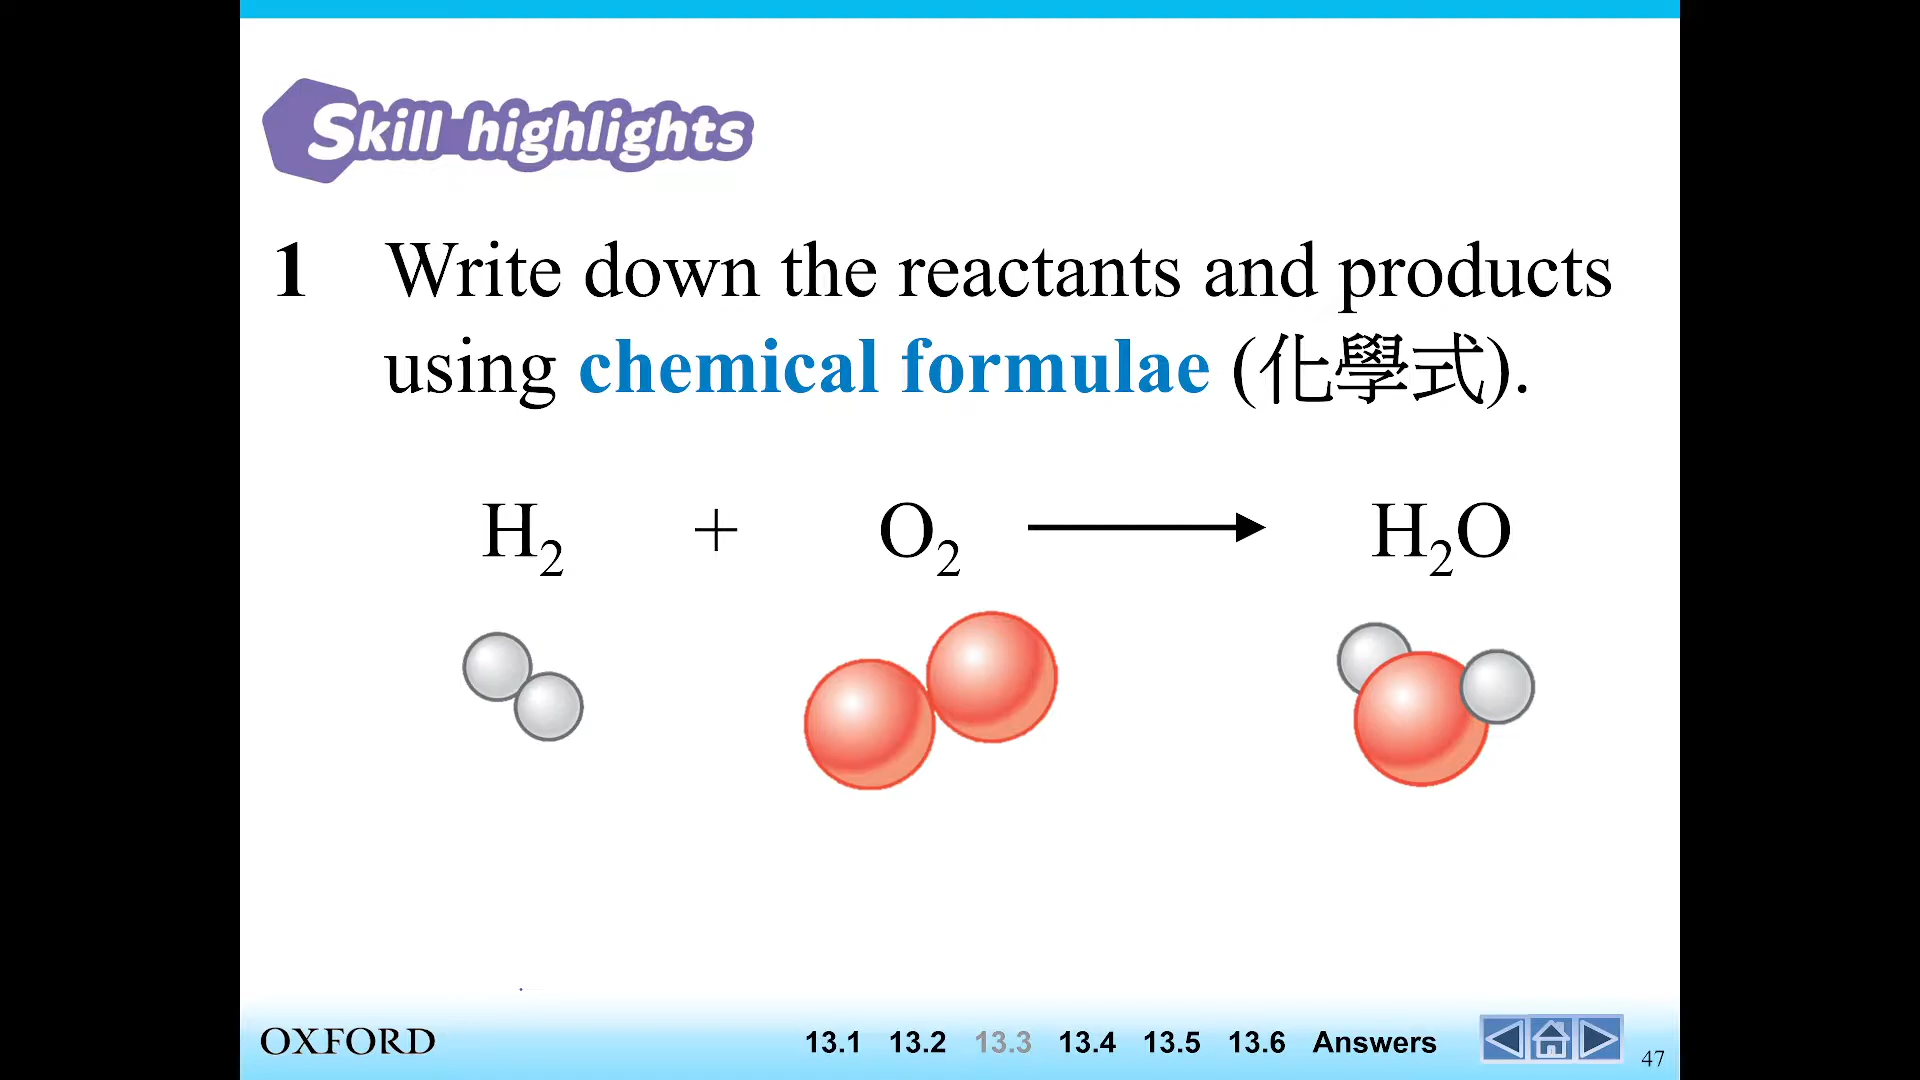 Skill highlights
1 Write down the reactants and products
using chemical formulae (化學式).
H₂ + O₂ → H₂O
OXFORD 13.1 13.2 13.3 13.4 13.5 13.6 Answers 47